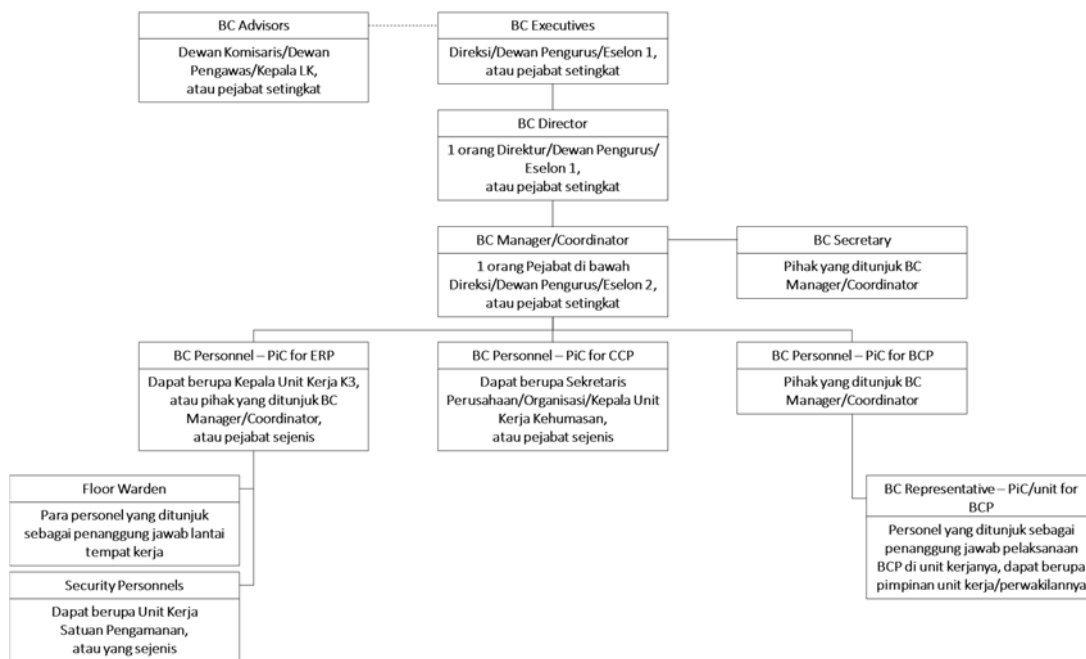 BC Advisors
Dewan Komisaris/Dewan
Pengawas/Kepala LK,
atau pejabat setingkat
BC Executives
Direksi/Dewan Pengurus/Eselon 1,
atau pejabat setingkat
BC Director
1 orang Direktur/Dewan Pengurus/
Eselon 1,
atau pejabat setingkat
BC Manager/Coordinator
1 orang Pejabat di bawah
Direksi/Dewan Pengurus/Eselon 2,
atau pejabat setingkat
BC Secretary
Pihak yang ditunjuk BC
Manager/Coordinator
BC Personnel – PiC for ERP
Dapat berupa Kepala Unit Kerja K3,
atau pihak yang ditunjuk BC
Manager/Coordinator,
atau pejabat sejenis
BC Personnel – PiC for CCP
Dapat berupa Sekretaris
Perusahaan/Organisasi/Kepala Unit
Kerja Kehumasan,
atau pejabat sejenis
BC Personnel – PiC for BCP
Pihak yang ditunjuk BC
Manager/Coordinator
Floor Warden
Para personel yang ditunjuk
sebagai penanggung jawab lantai
tempat kerja
Security Personnels
Dapat berupa Unit Kerja
Satuan Pengamanan,
atau yang sejenis
BC Representative – PiC/unit for
BCP
Personel yang ditunjuk sebagai
penanggung jawab pelaksanaan
BCP di unit kerjanya, dapat berupa
pimpinan unit kerja/perwakilannya